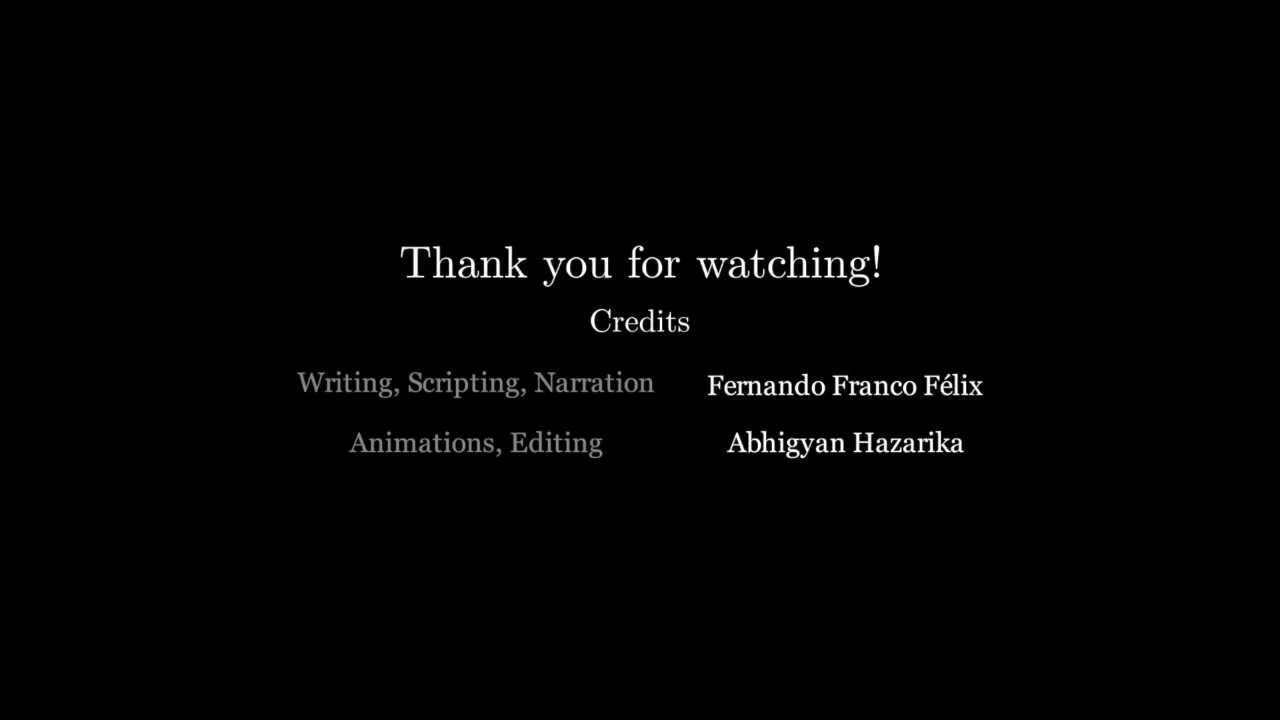 Thank you for watching!
Credits
Writing, Scripting, Narration Fernando Franco Félix
Animations, Editing Abhigyan Hazarika